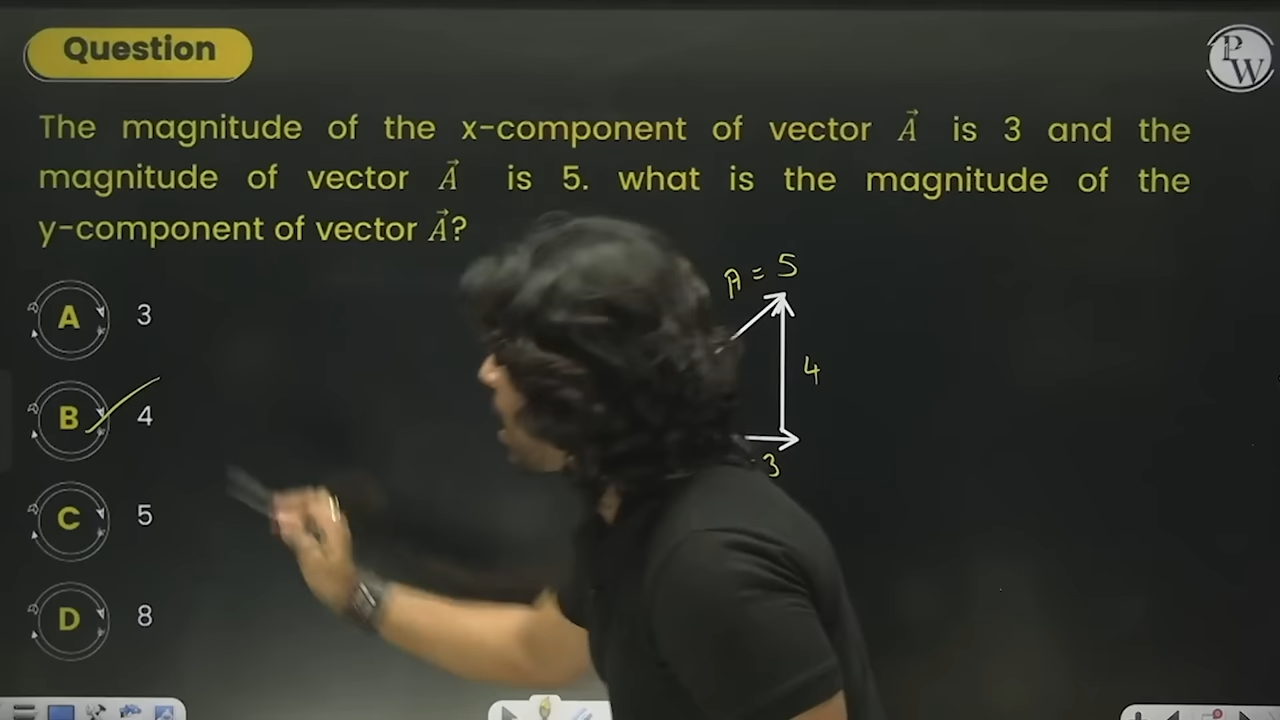 Question
PW
The magnitude of the x-component of vector A⃗ is 3 and the
magnitude of vector A⃗ is 5. what is the magnitude of the
y-component of vector A⃗?
A = 5
A 3
4
B 4
3
C 5
D 8